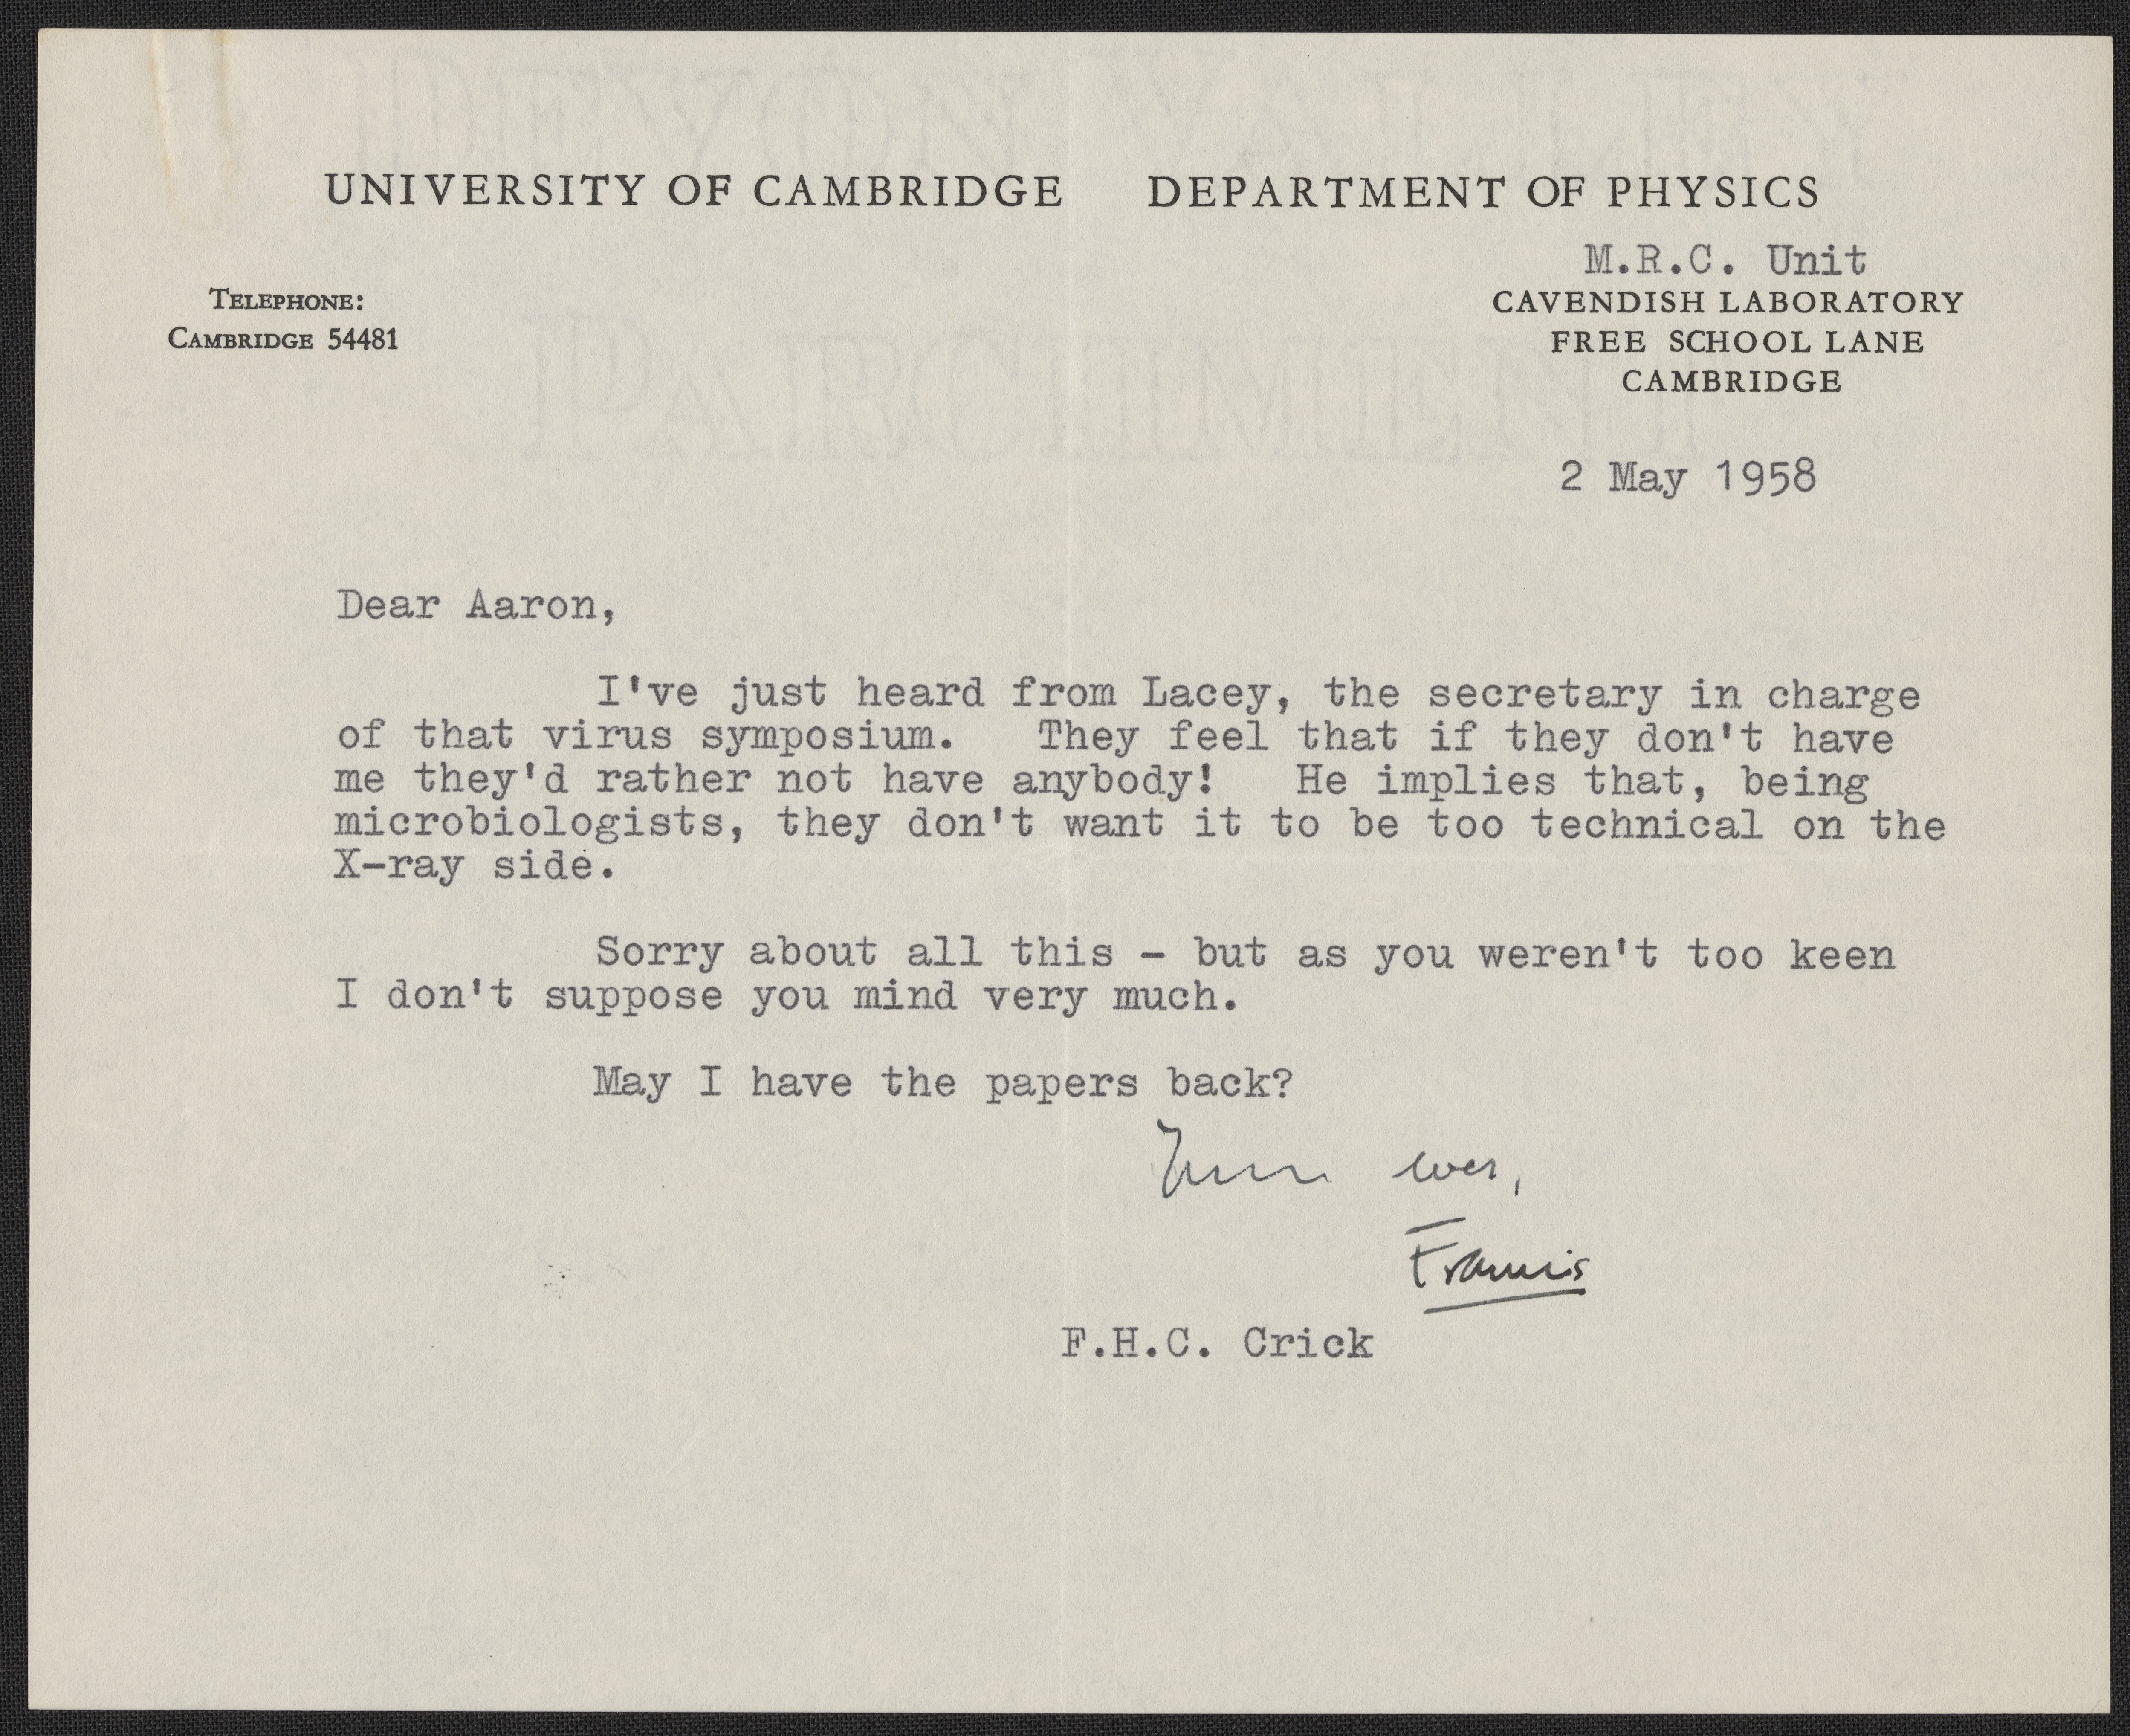 UNIVERSITY OF CAMBRIDGE DEPARTMENT OF PHYSICS
M.R.C. Unit
TELEPHONE:
CAMBRIDGE 54481
CAVENDISH LABORATORY
FREE SCHOOL LANE
CAMBRIDGE
2 May 1958
Dear Aaron,
I've just heard from Lacey, the secretary in charge
of that virus symposium. They feel that if they don't have
me they'd rather not have anybody! He implies that, being
microbiologists, they don't want it to be too technical on the
X-ray side.
Sorry about all this - but as you weren't too keen
I don't suppose you mind very much.
May I have the papers back?
Yours ever,
Francis
F.H.C. Crick